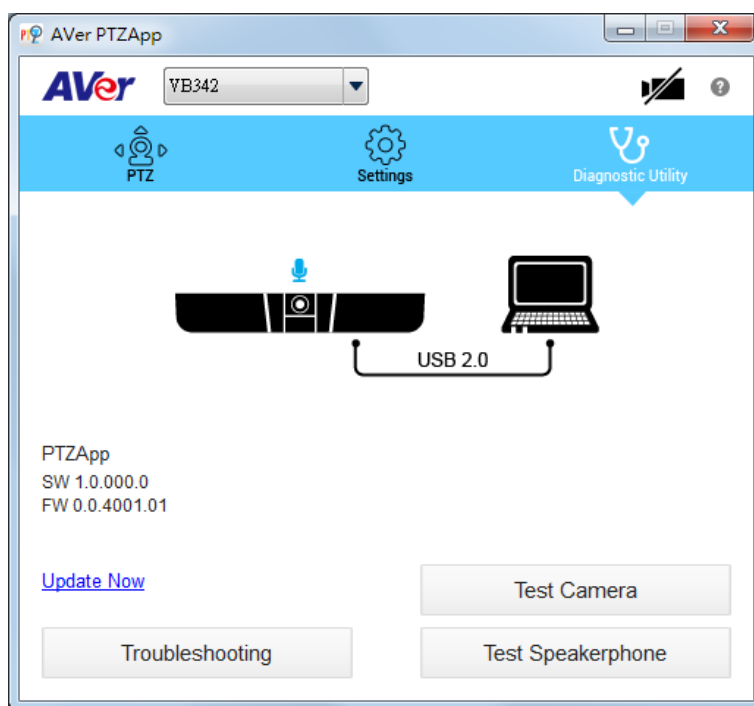 AVer PTZApp
AVer VB342 ?
PTZ Settings Diagnostic Utility
USB 2.0
PTZApp
SW 1.0.000.0
FW 0.0.4001.01
Update Now
Test Camera
Troubleshooting
Test Speakerphone